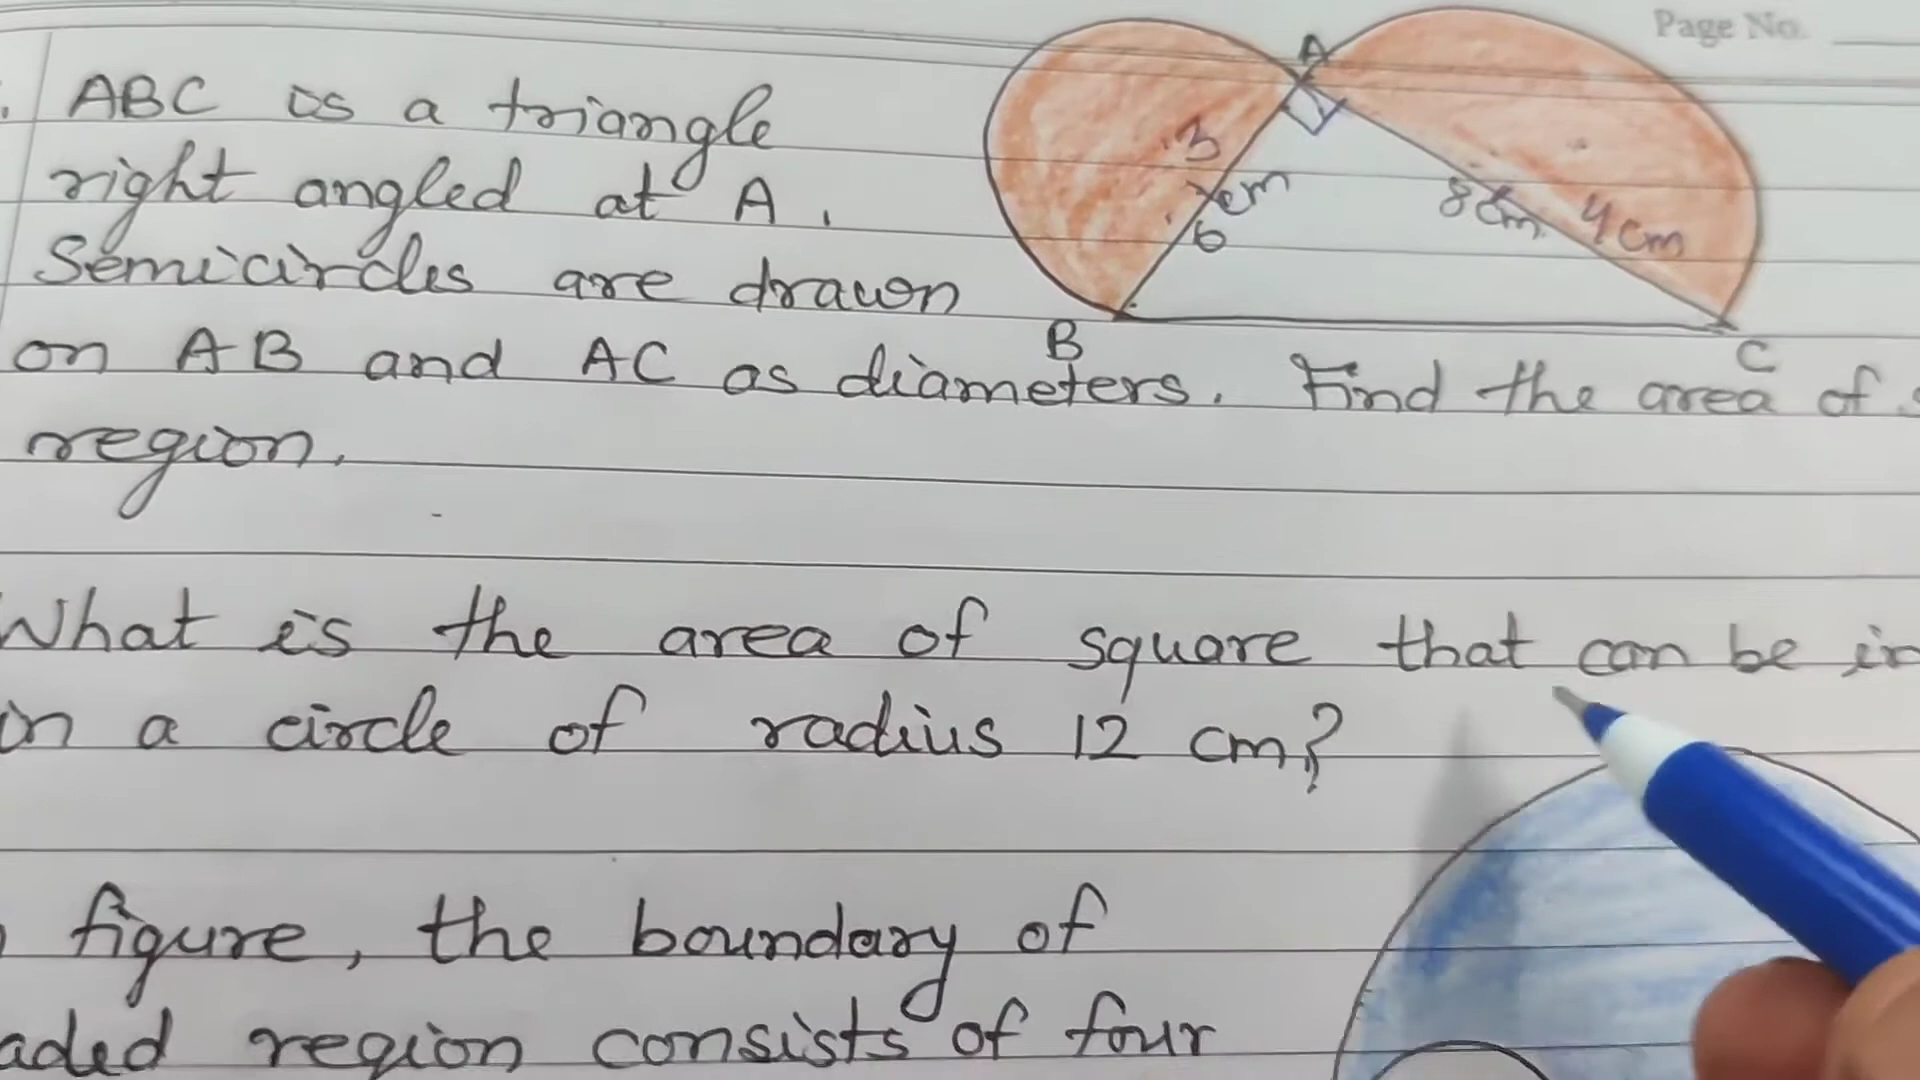 Page No.
ABC is a triangle
right angled at A.
Semicircles are drawn
on AB and AC as diameters. Find the area of
region.
A
3
cm
6
8cm
4cm
B
C
What is the area of square that can be
in a circle of radius 12 cm?
figure, the boundary of
region consists of four